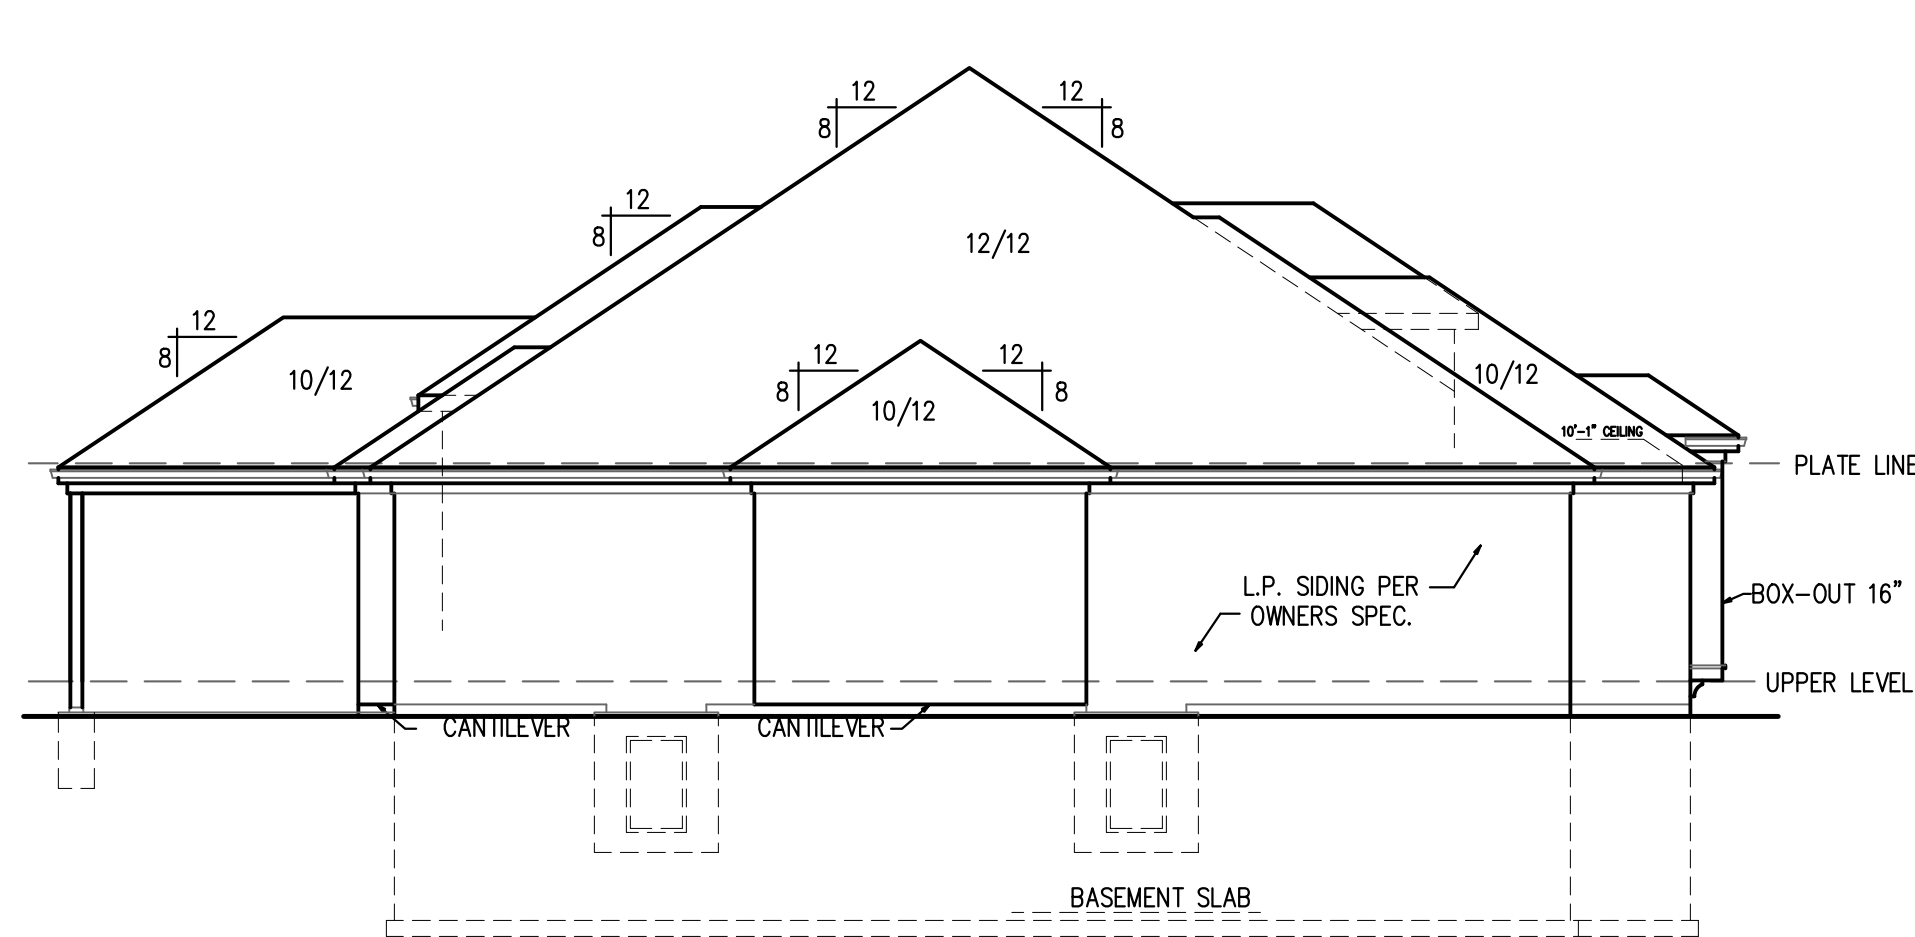 12
8
12
8
12
8
12/12
12
8
10/12
12
8
12
8
10/12
10/12
10'-1" CEILING
PLATE LINE
L.P. SIDING PER
OWNERS SPEC.
BOX-OUT 16"
UPPER LEVEL
CANTILEVER
CANTILEVER
BASEMENT SLAB